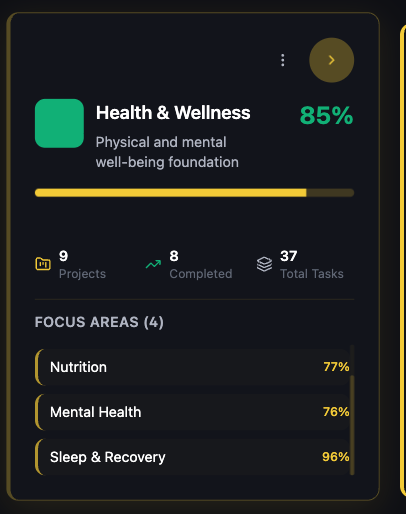 Health & Wellness
85%
Physical and mental
well-being foundation
9
Projects
8
Completed
37
Total Tasks
FOCUS AREAS (4)
Nutrition
77%
Mental Health
76%
Sleep & Recovery
96%